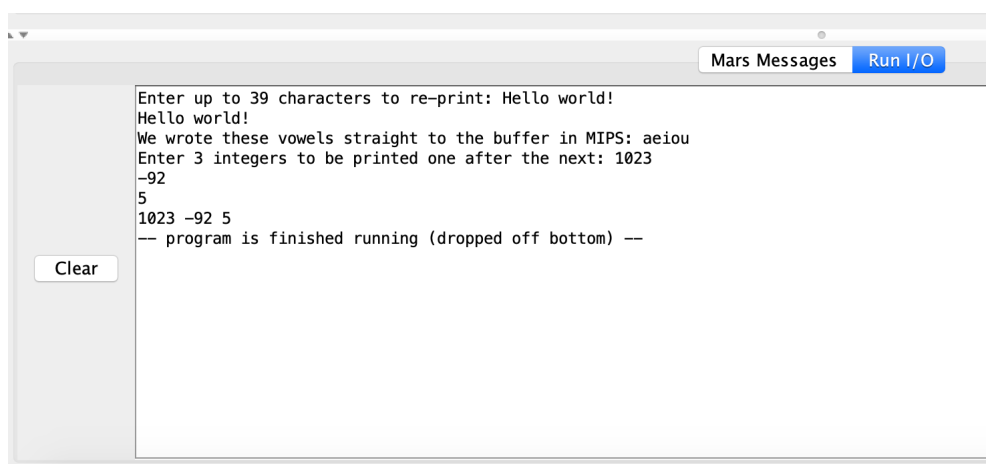 Mars Messages Run I/O
Enter up to 39 characters to re-print: Hello world!
Hello world!
We wrote these vowels straight to the buffer in MIPS: aeiou
Enter 3 integers to be printed one after the next: 1023
-92
5
1023 -92 5
-- program is finished running (dropped off bottom) --
Clear